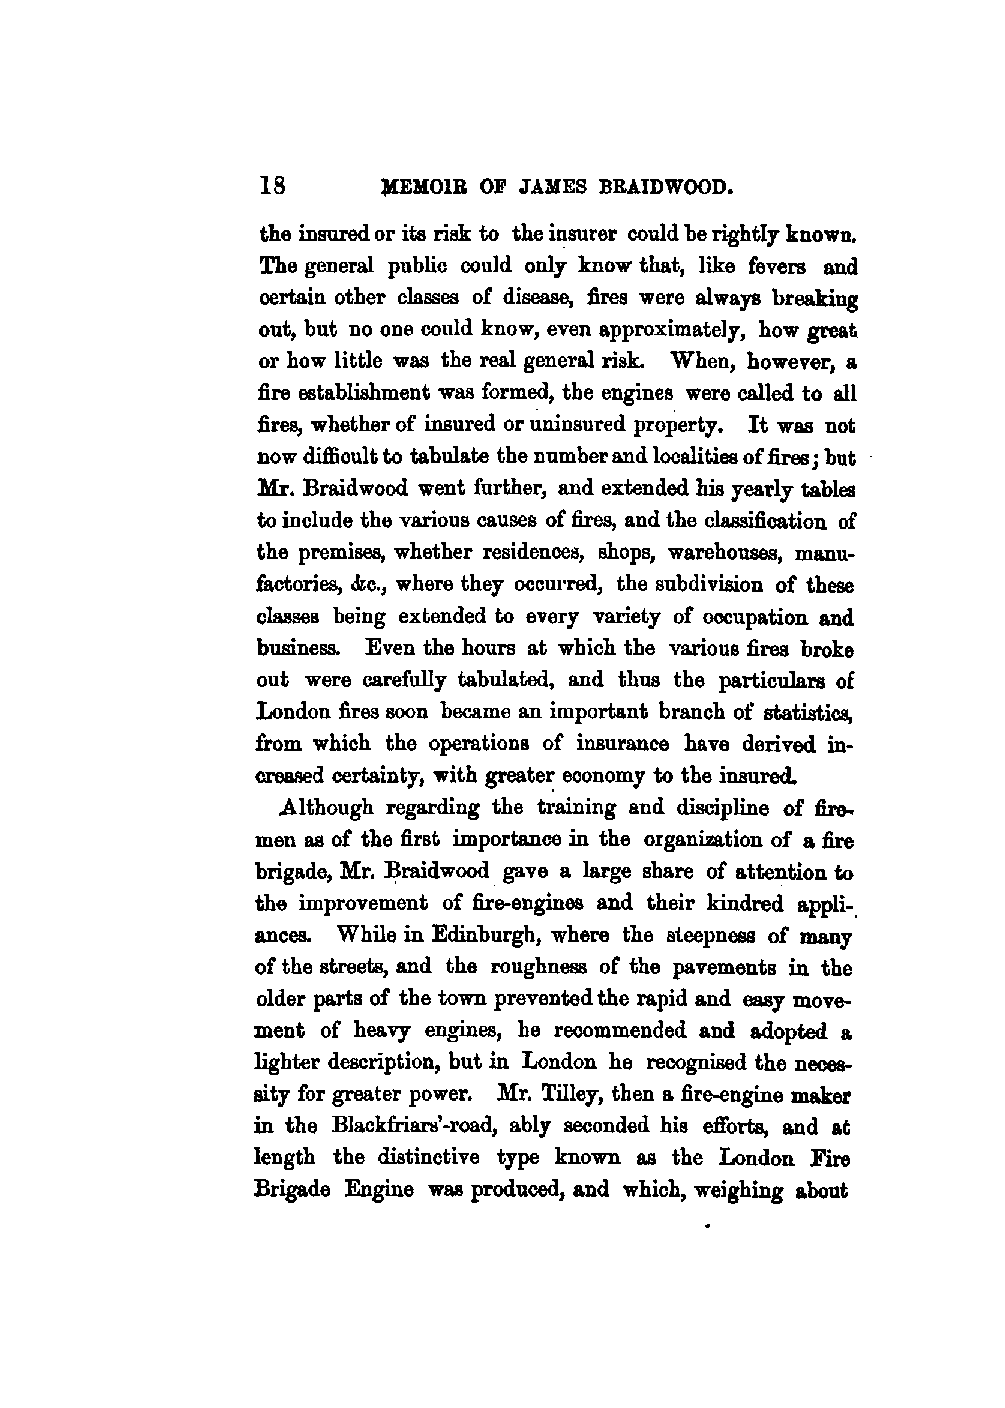 18 MEMOIR OF JAMES BRAIDWOOD.
the insured or its risk to the insurer could be rightly known.
The general public could only know that, like fevers and
certain other classes of disease, fires were always breaking
out, but no one could know, even approximately, how great
or how little was the real general risk. When, however, a
fire establishment was formed, the engines were called to all
fires, whether of insured or uninsured property. It was not
now difficult to tabulate the number and localities of fires; but
Mr. Braidwood went further, and extended his yearly tables
to include the various causes of fires, and the classification of
the premises, whether residences, shops, warehouses, manu-
factories, &c., where they occurred, the subdivision of these
classes being extended to every variety of occupation and
business. Even the hours at which the various fires broke
out were carefully tabulated, and thus the particulars of
London fires soon became an important branch of statistics,
from which the operations of insurance have derived in-
creased certainty, with greater economy to the insured.
Although regarding the training and discipline of fire-
men as of the first importance in the organization of a fire
brigade, Mr. Braidwood gave a large share of attention to
the improvement of fire-engines and their kindred appli-
ances. While in Edinburgh, where the steepness of many
of the streets, and the roughness of the pavements in the
older parts of the town prevented the rapid and easy move-
ment of heavy engines, he recommended and adopted a
lighter description, but in London he recognised the neces-
sity for greater power. Mr. Tilley, then a fire-engine maker
in the Blackfriars'-road, ably seconded his efforts, and at
length the distinctive type known as the London Fire
Brigade Engine was produced, and which, weighing about